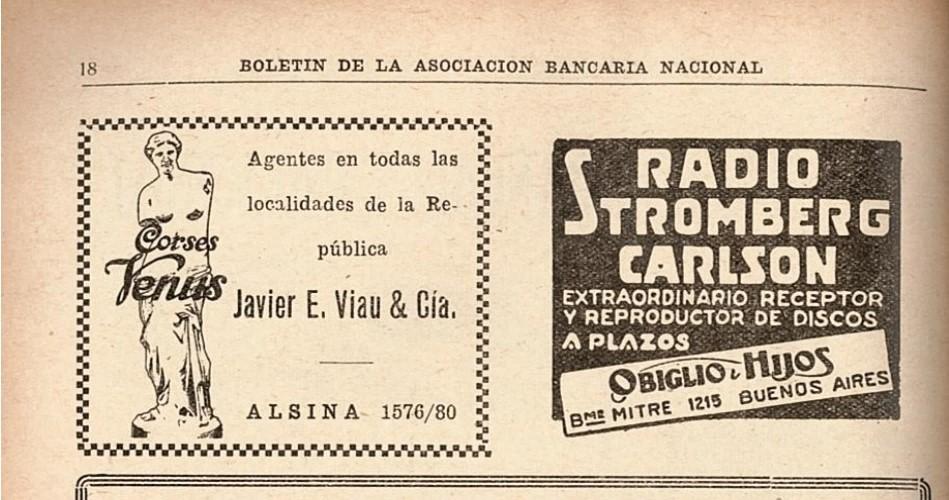 18
BOLETIN DE LA ASOCIACION BANCARIA NACIONAL
Corses
Venus
Agentes en todas las
localidades de la Re-
pública
Javier E. Viau & Cía.
ALSINA 1576/80
RADIO
STROMBERG
CARLSON
EXTRAORDINARIO RECEPTOR
Y REPRODUCTOR DE DISCOS
A PLAZOS
OBIGLIO é HIJOS
BME MITRE 1215 BUENOS AIRES